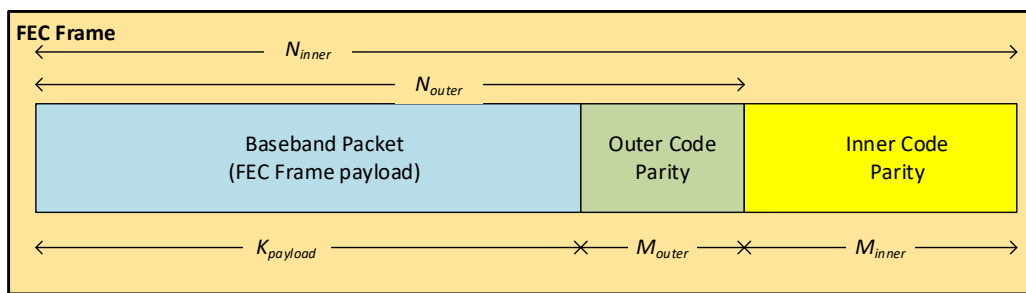 FEC Frame
N_inner
N_outer
Baseband Packet
(FEC Frame payload)
Outer Code
Parity
Inner Code
Parity
K_payload
M_outer
M_inner